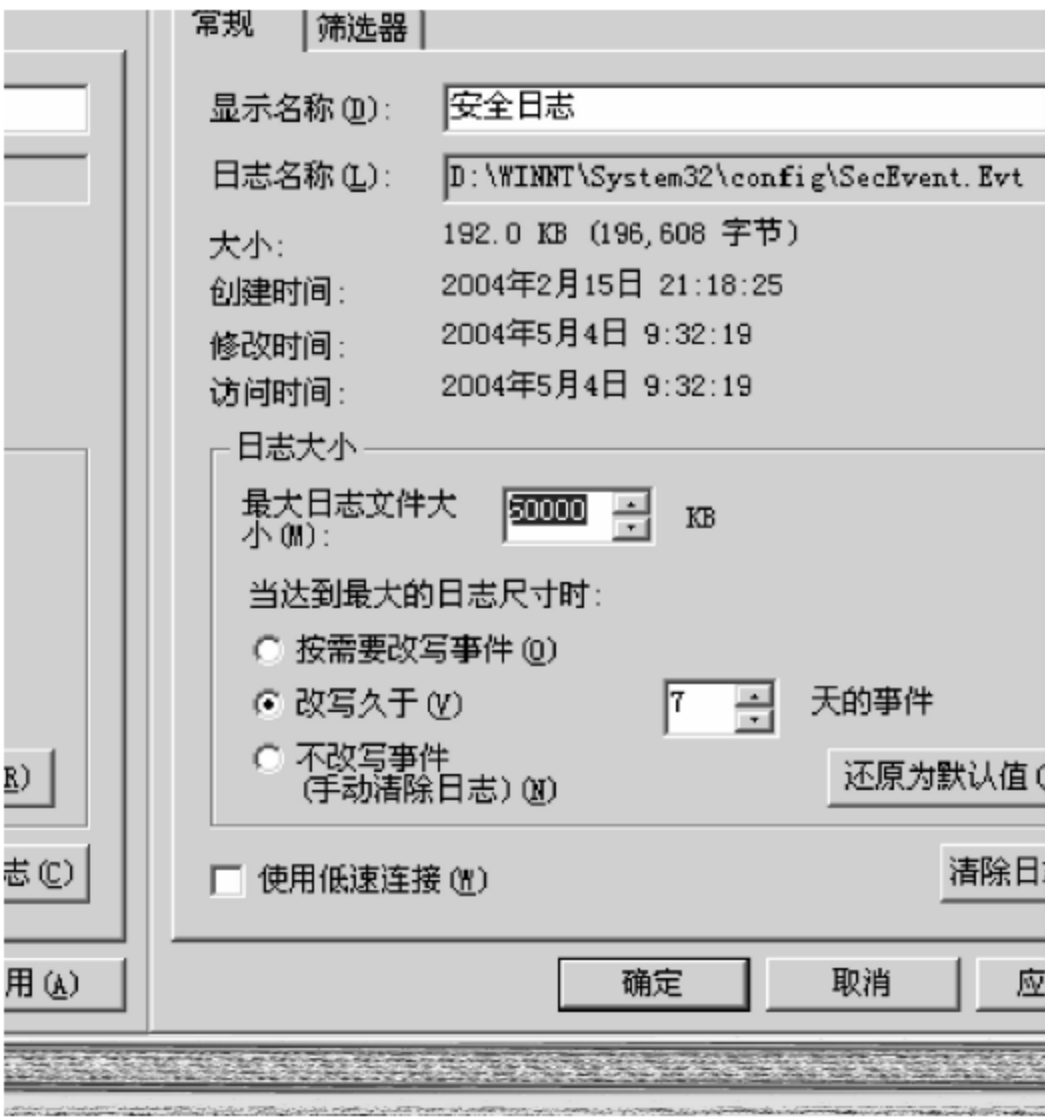 常规 筛选器
显示名称(D): 安全日志
日志名称(L): D:\WINNT\System32\config\SecEvent.Evt
大小: 192.0 KB (196,608 字节)
创建时间: 2004年2月15日 21:18:25
修改时间: 2004年5月4日 9:32:19
访问时间: 2004年5月4日 9:32:19
日志大小
最大日志文件大
小(M): 50000 KB
当达到最大的日志尺寸时:
按需要改写事件(O)
改写久于(V) 7 天的事件
不改写事件
(手动清除日志)(N)
R) 还原为默认值(
志(C)
使用低速连接(W) 清除日
用(A) 确定 取消 应